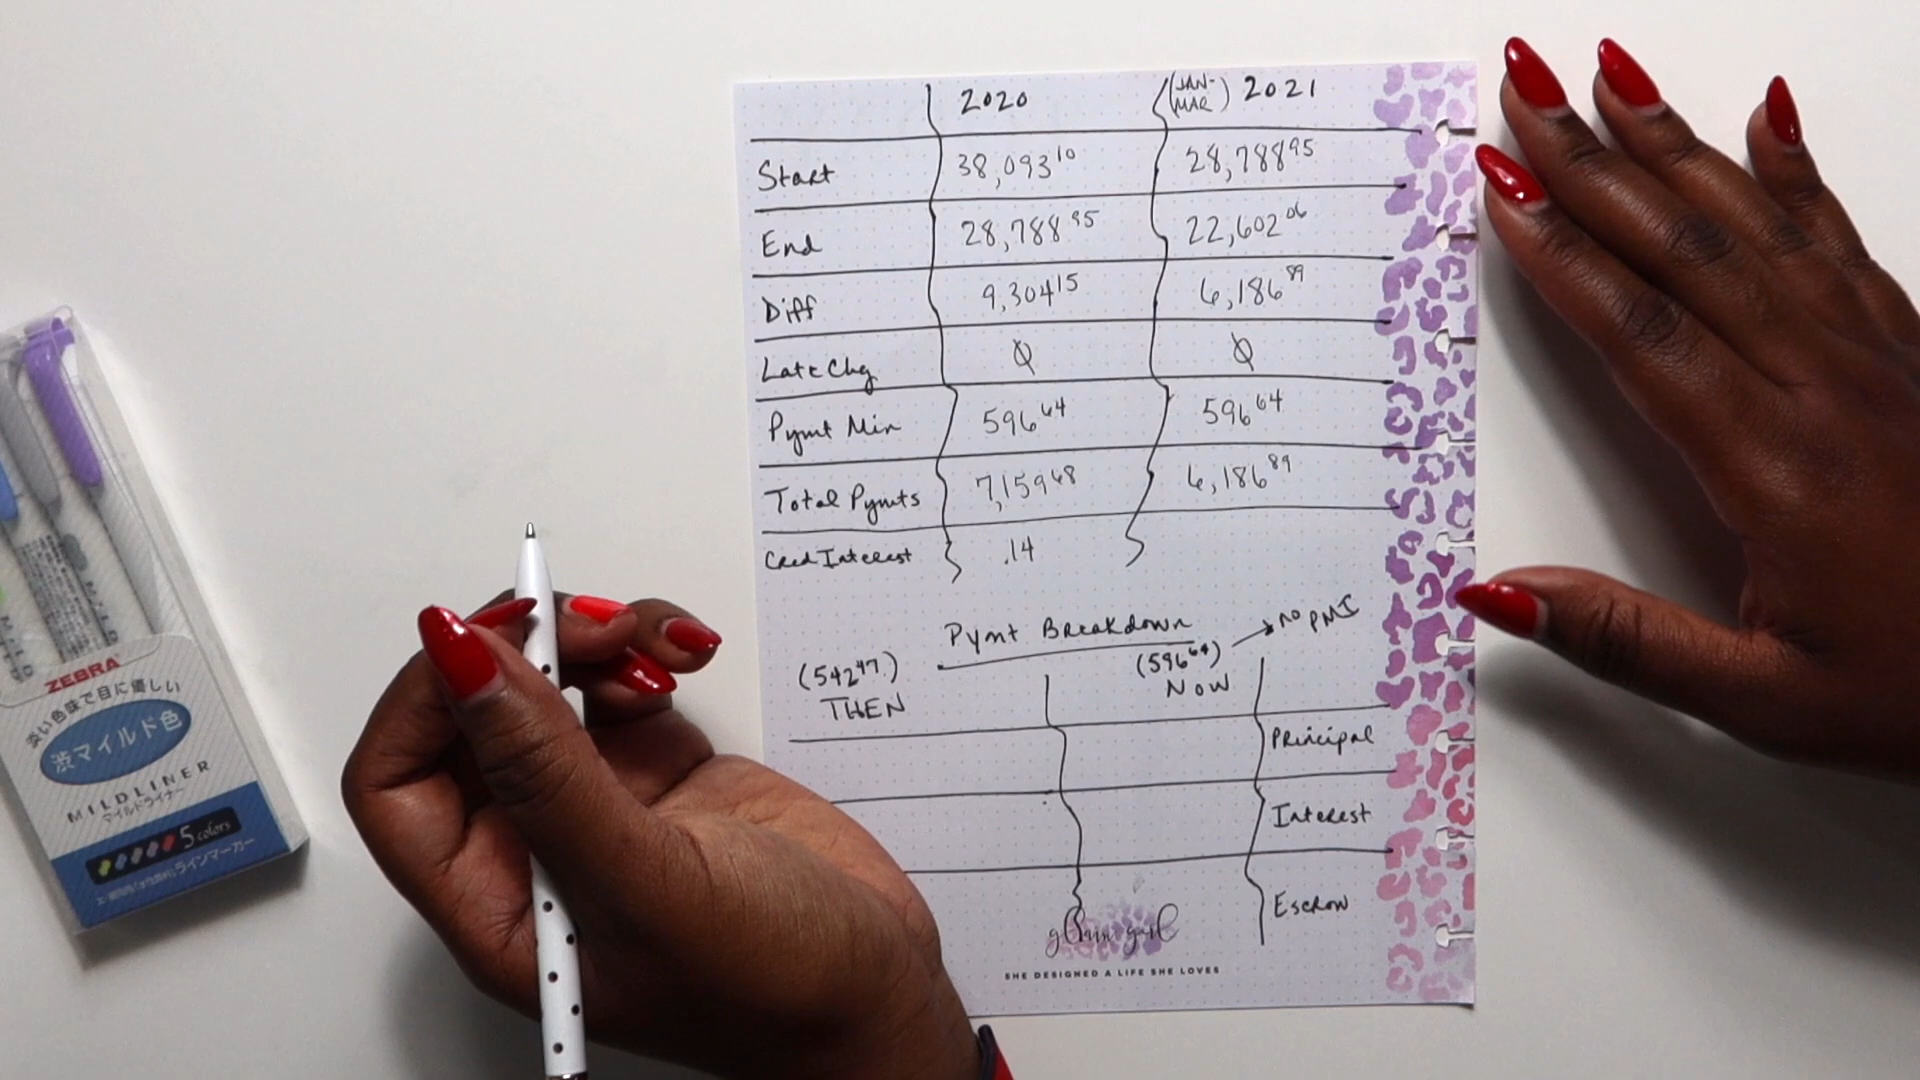 2020 (JAN-MAR) 2021
Start 38,093.10 28,788.95
End 28,788.95 22,602.06
Diff 9,304.15 6,186.89
Late Chg Ø Ø
Pymt Min 596.64 596.64
Total Pymts 7,159.68 6,186.89
Cred Interest .14
Pymt Breakdown
(542.47) THEN (596.64) NOW → no PMI
Principal
Interest
Escrow
glam girl
SHE DESIGNED A LIFE SHE LOVES
ZEBRA
淡い色味で目に優しい
渋マイルド色
MILDLINER
マイルドライナー
5 colors
ラインマーカー